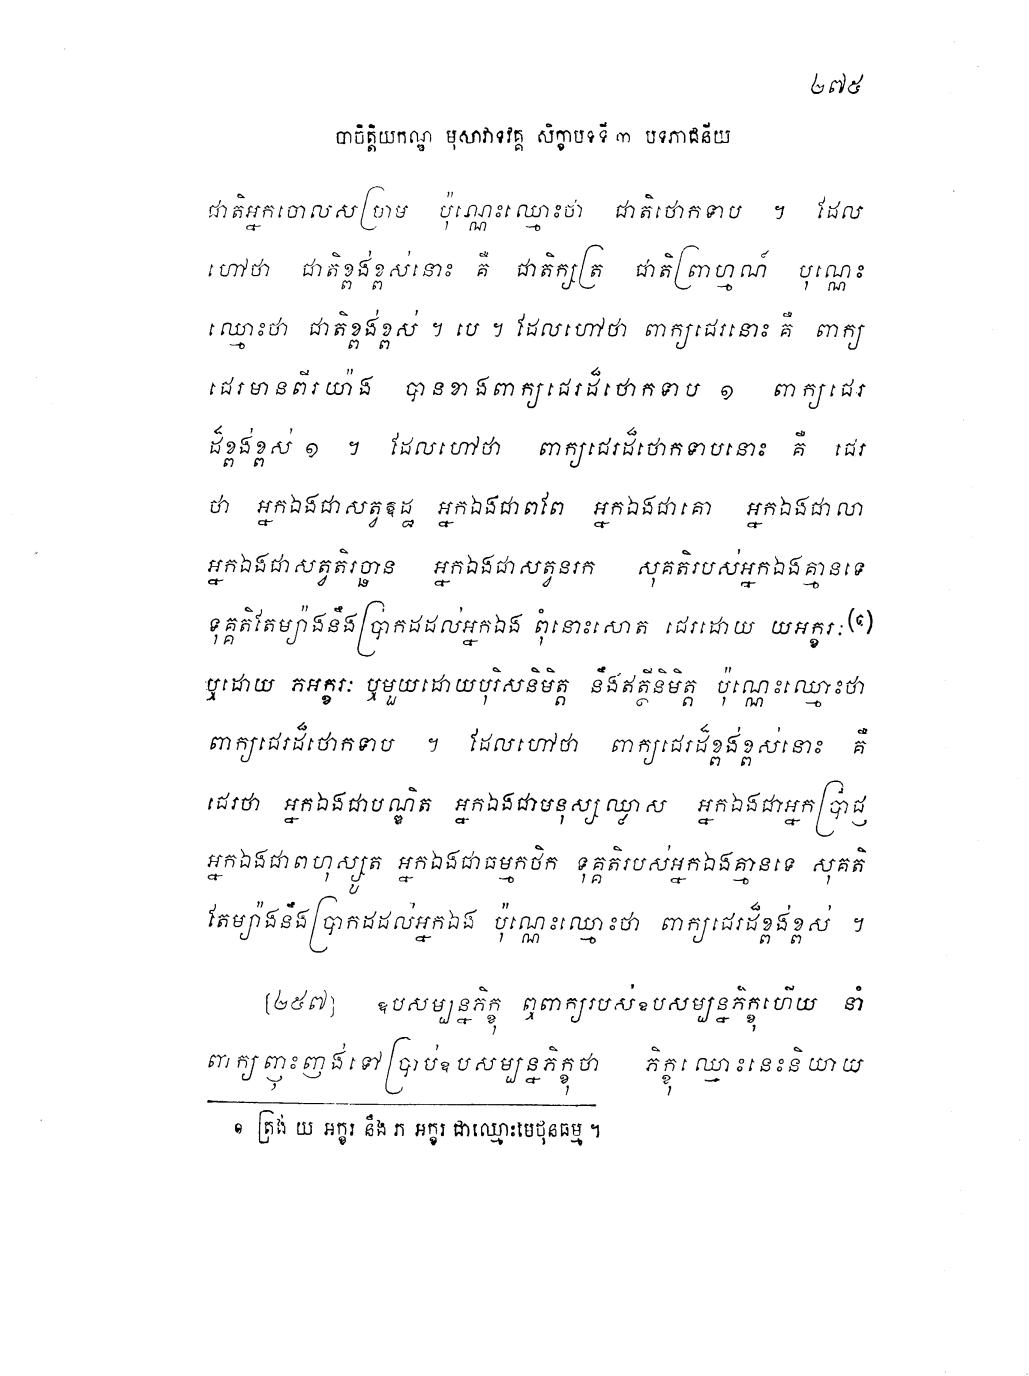 ២៧៥
បាចិត្តិយកណ្ឌ មុសាវាទវគ្គ សិក្ខាបទទី ៣ បទភាជនីយ
ជាតិអ្នកចោលសម្រាម ប៉ុណ្ណេះឈ្មោះថា ជាតិថោកទាប ។ ដែល
ហៅថា ជាតិខ្ពង់ខ្ពស់នោះ គឺ ជាតិក្សត្រ ជាតិព្រាហ្មណ៍ ប៉ុណ្ណេះ
ឈ្មោះថា ជាតិខ្ពង់ខ្ពស់ ។ បេ ។ ដែលហៅថា ពាក្យជេរនោះ គឺ ពាក្យ
ជេរមានពីរយ៉ាង បានខាងពាក្យជេរដ៏ថោកទាប ១ ពាក្យជេរ
ដ៏ខ្ពង់ខ្ពស់ ១ ។ ដែលហៅថា ពាក្យជេរដ៏ថោកទាបនោះ គឺ ជេរ
ថា អ្នកឯងជាសត្វឧដ្ឋ អ្នកឯងជាពពែ អ្នកឯងជាគោ អ្នកឯងជាលា
អ្នកឯងជាសត្វតិរច្ឆាន អ្នកឯងជាសត្វនរក សុគតិរបស់អ្នកឯងគ្មានទេ
ទុគ្គតិតែម្យ៉ាងនឹងប្រាកដដល់អ្នកឯង ពុំនោះសោត ជេរដោយ យអក្ខរៈ(១)
ឬដោយ ភអក្ខរៈ ឬមួយដោយបុរិសនិមិត្ត នឹងឥត្ថីនិមិត្ត ប៉ុណ្ណេះឈ្មោះថា
ពាក្យជេរដ៏ថោកទាប ។ ដែលហៅថា ពាក្យជេរដ៏ខ្ពង់ខ្ពស់នោះ គឺ
ជេរថា អ្នកឯងជាបណ្ឌិត អ្នកឯងជាមនុស្សឈ្លាស អ្នកឯងជាអ្នកប្រាជ្ញ
អ្នកឯងជាពហុស្សូត អ្នកឯងជាធម្មកថិក ទុគ្គតិរបស់អ្នកឯងគ្មានទេ សុគតិ
តែម្យ៉ាងនឹងប្រាកដដល់អ្នកឯង ប៉ុណ្ណេះឈ្មោះថា ពាក្យជេរដ៏ខ្ពង់ខ្ពស់ ។
[២៥៧] ឧបសម្បន្នភិក្ខុ ឮពាក្យរបស់ឧបសម្បន្នភិក្ខុហើយ នាំ
ពាក្យញុះញង់ទៅប្រាប់ឧបសម្បន្នភិក្ខុថា ភិក្ខុឈ្មោះនេះនិយាយ
១ ត្រង់ យ អក្ខរ នឹង ភ អក្ខរ ជាឈ្មោះមេថុនធម្ម ។